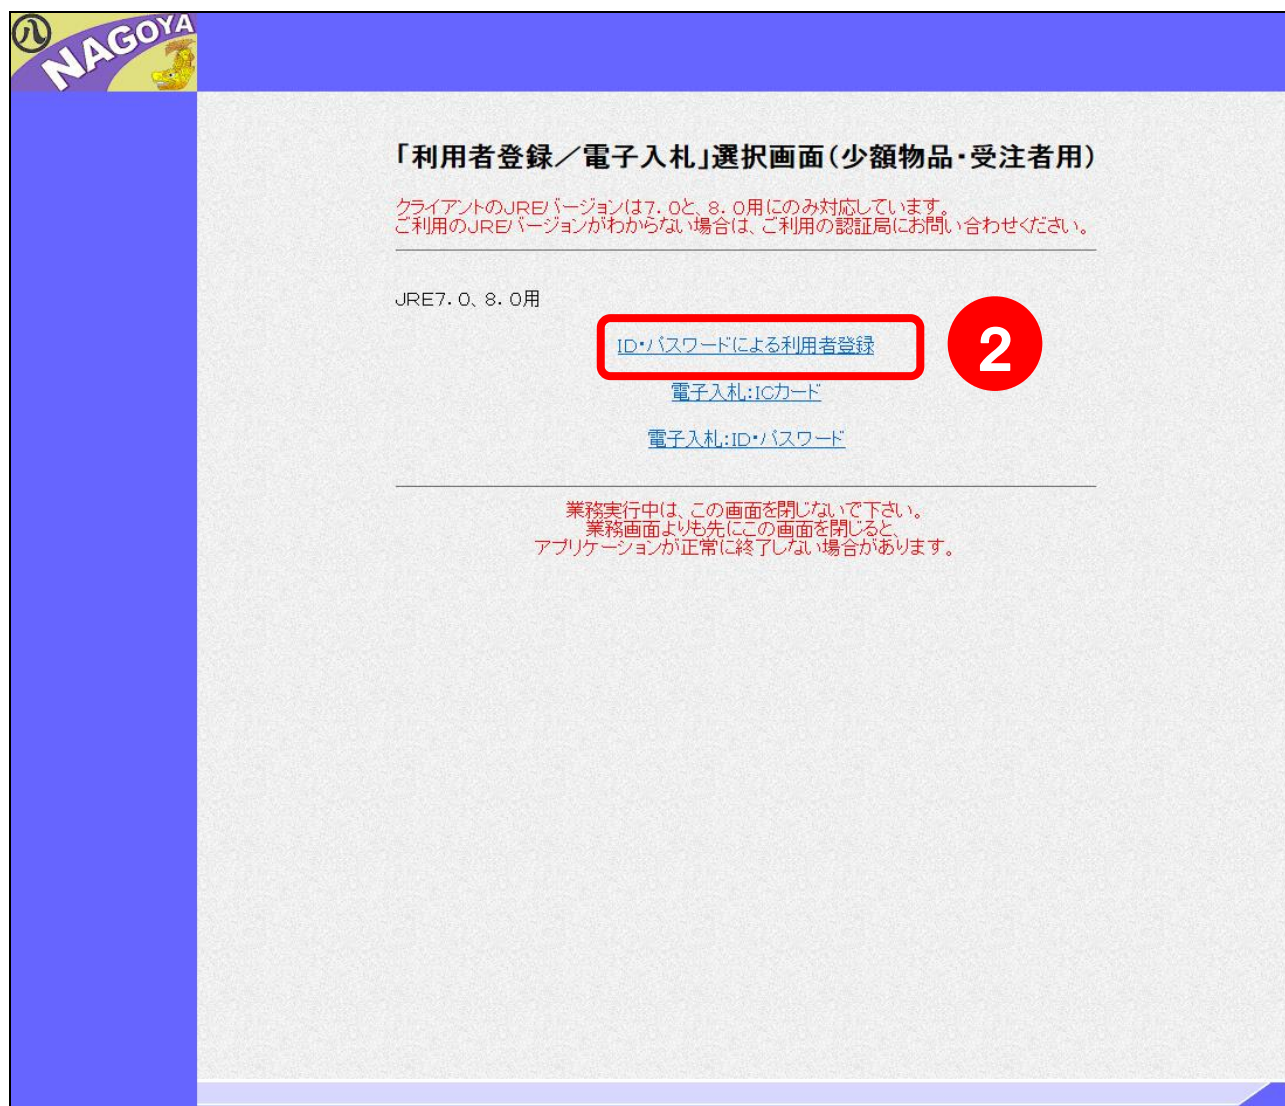 八
NAGOYA
「利用者登録／電子入札」選択画面(少額物品・受注者用)
クライアントのJREバージョンは7．0と、8．0用にのみ対応しています。
ご利用のJREバージョンがわからない場合は、ご利用の認証局にお問い合わせください。
JRE7．0、8．0用
ID・パスワードによる利用者登録
2
電子入札:ICカード
電子入札:ID・パスワード
業務実行中は、この画面を閉じないで下さい。
業務画面よりも先にこの画面を閉じると、
アプリケーションが正常に終了しない場合があります。